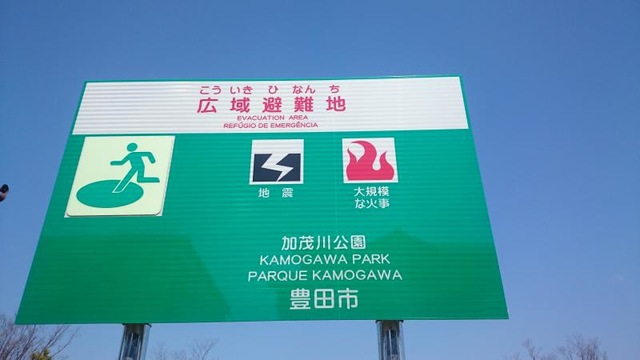 こう いき ひ なん ち
広域避難地
EVACUATION AREA
REFÚGIO DE EMERGÊNCIA
地震
大規模
な火事
加茂川公園
KAMOGAWA PARK
PARQUE KAMOGAWA
豊田市